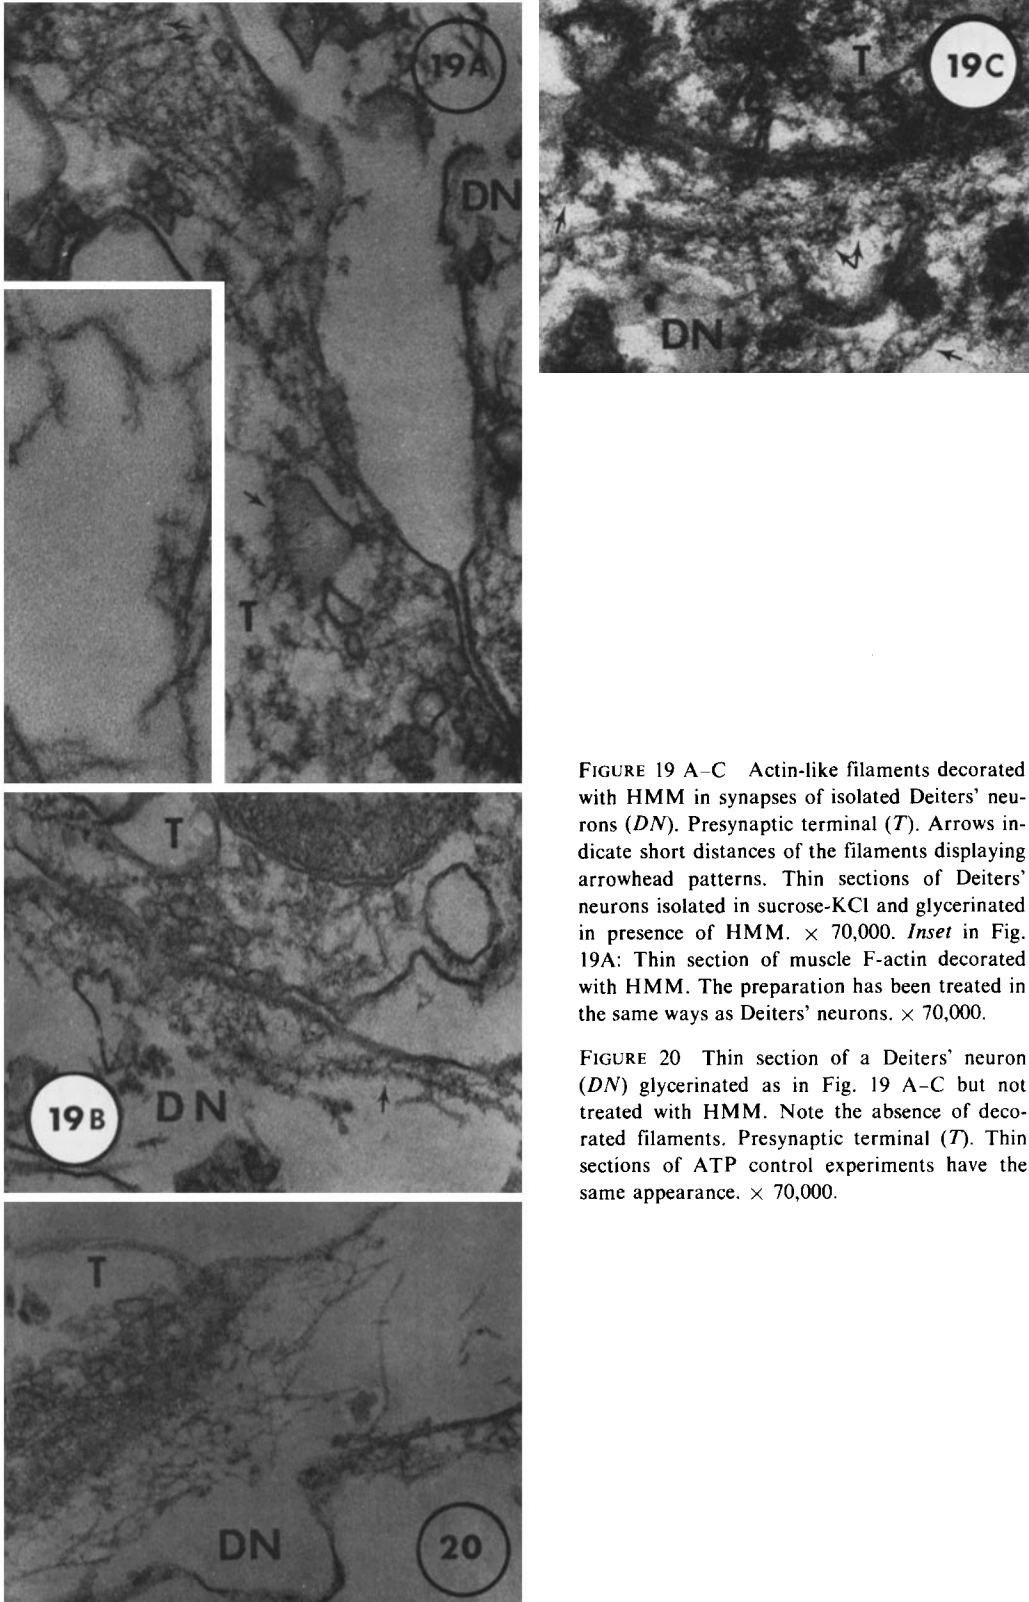 19A
DN
T
19C
T
DN
T
19B
DN
T
DN
20
FIGURE 19 A–C Actin-like filaments decorated
with HMM in synapses of isolated Deiters' neu-
rons (DN). Presynaptic terminal (T). Arrows in-
dicate short distances of the filaments displaying
arrowhead patterns. Thin sections of Deiters'
neurons isolated in sucrose-KCl and glycerinated
in presence of HMM. × 70,000. Inset in Fig.
19A: Thin section of muscle F-actin decorated
with HMM. The preparation has been treated in
the same ways as Deiters' neurons. × 70,000.
FIGURE 20 Thin section of a Deiters' neuron
(DN) glycerinated as in Fig. 19 A–C but not
treated with HMM. Note the absence of deco-
rated filaments. Presynaptic terminal (T). Thin
sections of ATP control experiments have the
same appearance. × 70,000.